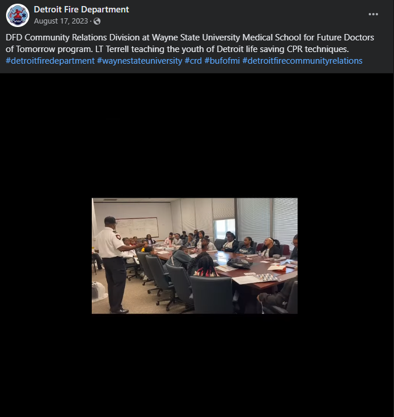 Detroit Fire Department
August 17, 2023 ·
DFD Community Relations Division at Wayne State University Medical School for Future Doctors
of Tomorrow program. LT Terrell teaching the youth of Detroit life saving CPR techniques.
#detroitfiredepartment #waynestateuniversity #crd #bufofmi #detroitfirecommunityrelations